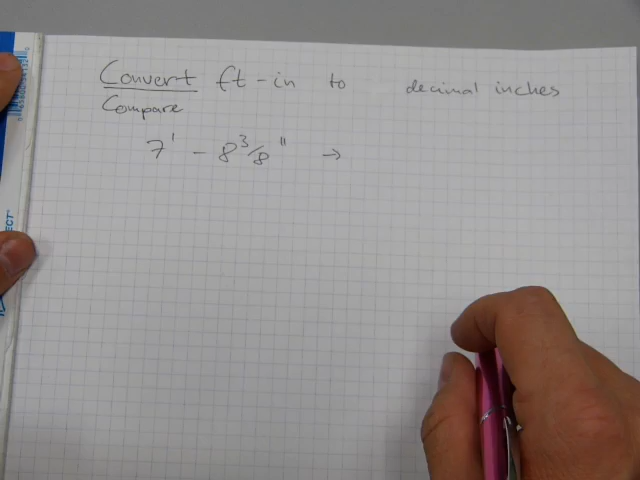 Convert ft-in to decimal inches
Compare
7' - 8 3/8" →